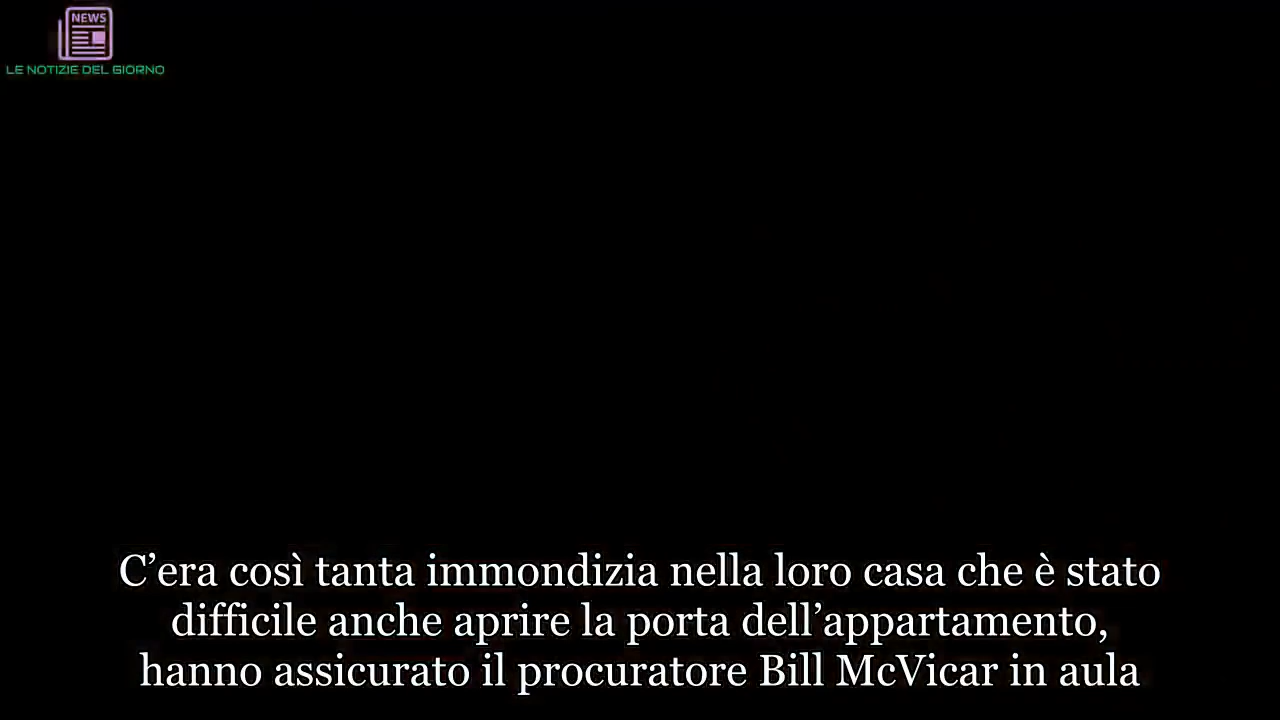 NEWS
LE NOTIZIE DEL GIORNO
C’era così tanta immondizia nella loro casa che è stato
difficile anche aprire la porta dell’appartamento,
hanno assicurato il procuratore Bill McVicar in aula